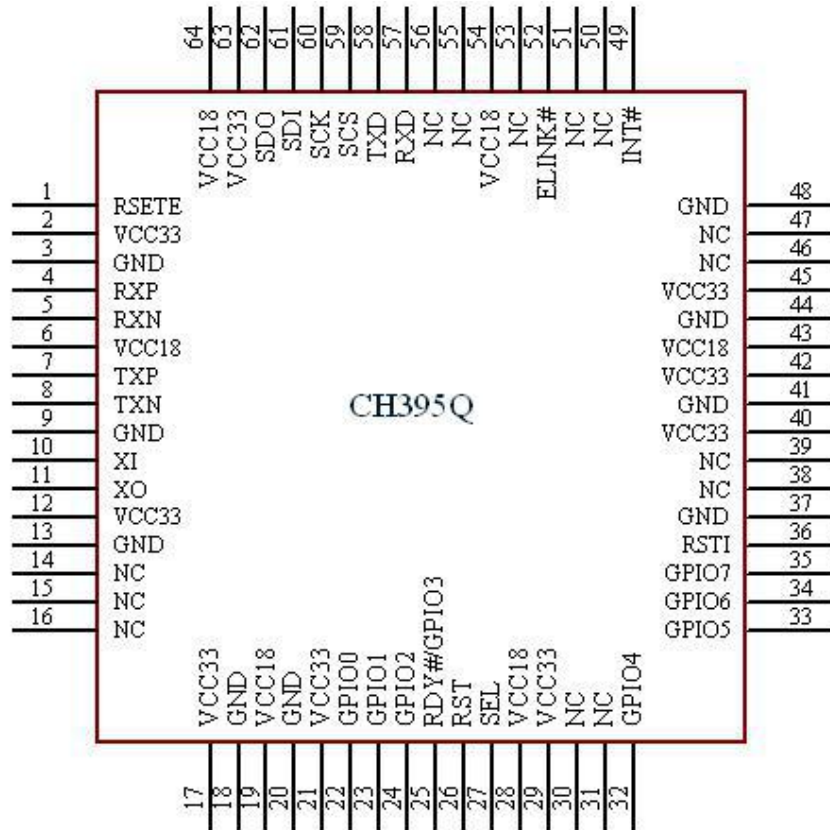 64 63 62 61 60 59 58 57 56 55 54 53 52 51 50 49
VCC18 VCC33 SDO SDI SCK SCS TXD RXD NC NC VCC18 NC ELINK# NC NC INT#
1 RSETE
2 VCC33
3 GND
4 RXP
5 RXN
6 VCC18
7 TXP
8 TXN
9 GND
10 XI
11 XO
12 VCC33
13 GND
14 NC
15 NC
16 NC
CH395Q
GND 48
NC 47
NC 46
VCC33 45
GND 44
VCC18 43
VCC33 42
GND 41
VCC33 40
NC 39
NC 38
GND 37
RSTI 36
GPIO7 35
GPIO6 34
GPIO5 33
VCC33 GND VCC18 GND VCC33 GPIO0 GPIO1 GPIO2 RDY#/GPIO3 RST SEL VCC18 VCC33 NC NC GPIO4
17 18 19 20 21 22 23 24 25 26 27 28 29 30 31 32